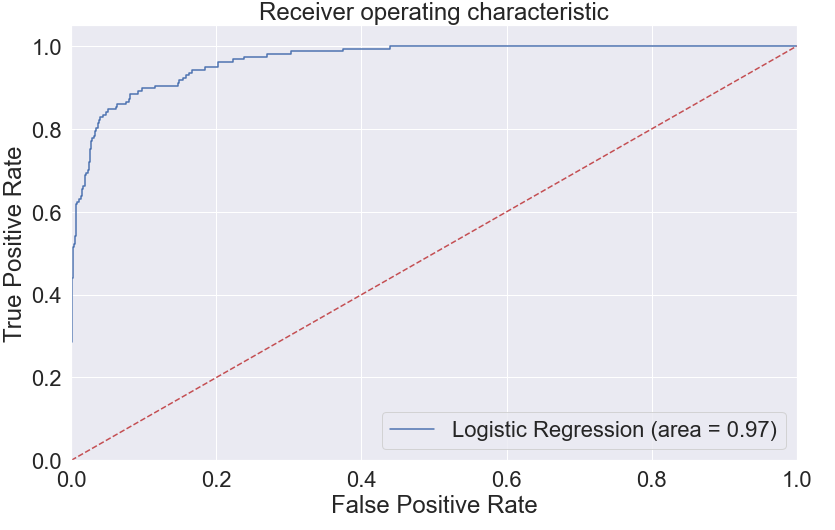 Receiver operating characteristic
1.0
0.8
0.6
0.4
0.2
0.0
True Positive Rate
Logistic Regression (area = 0.97)
0.0 0.2 0.4 0.6 0.8 1.0
False Positive Rate